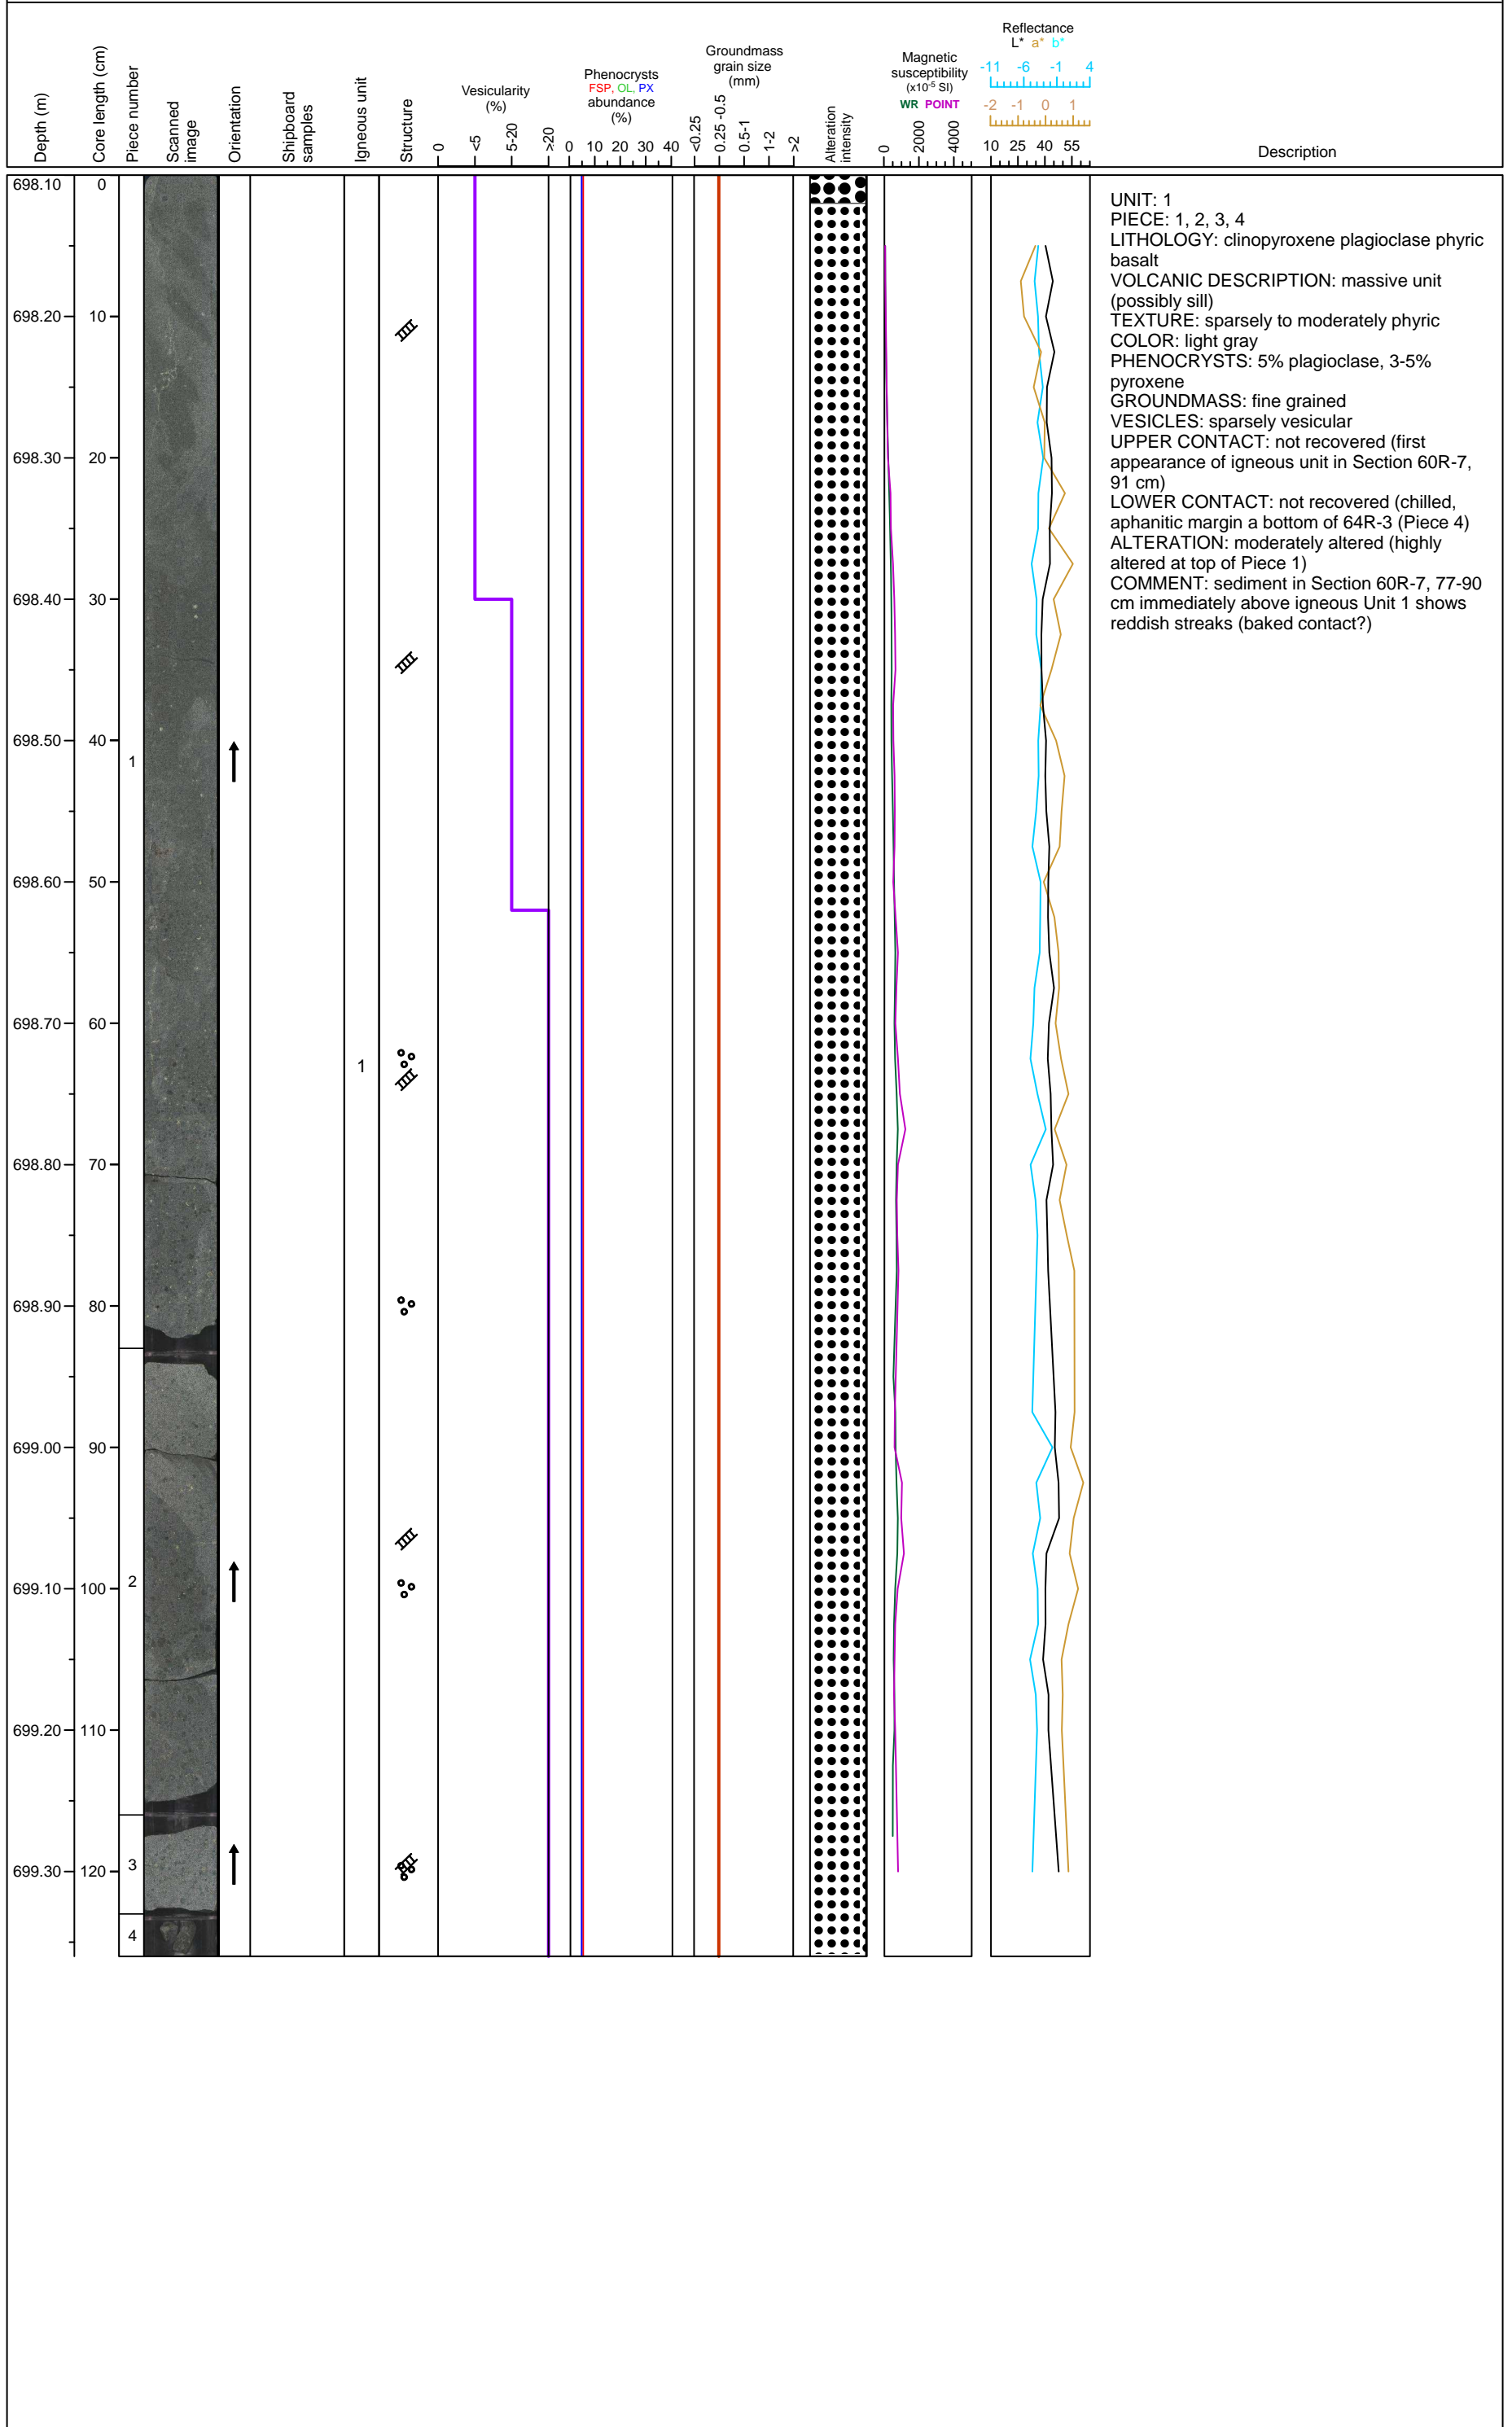 Depth (m)
Core length (cm)
Piece number
Scanned
image
Orientation
Shipboard
samples
Igneous unit
Structure
Vesicularity
(%)
0
<5
5-20
>20
Phenocrysts
FSP, OL, PX
abundance
(%)
0 10 20 30 40
Groundmass
grain size
(mm)
<0.25
0.25 -0.5
0.5-1
1-2
>2
Alteration
intensity
Magnetic
susceptibility
(x10⁻⁵ SI)
WR POINT
0
2000
4000
Reflectance
L* a* b*
-11 -6 -1 4
-2 -1 0 1
10 25 40 55
Description
698.10 0
698.20 10
698.30 20
698.40 30
698.50 40
1
698.60 50
698.70 60
1
698.80 70
698.90 80
699.00 90
699.10 100
2
699.20 110
699.30 120
3
4
UNIT: 1
PIECE: 1, 2, 3, 4
LITHOLOGY: clinopyroxene plagioclase phyric
basalt
VOLCANIC DESCRIPTION: massive unit
(possibly sill)
TEXTURE: sparsely to moderately phyric
COLOR: light gray
PHENOCRYSTS: 5% plagioclase, 3-5%
pyroxene
GROUNDMASS: fine grained
VESICLES: sparsely vesicular
UPPER CONTACT: not recovered (first
appearance of igneous unit in Section 60R-7,
91 cm)
LOWER CONTACT: not recovered (chilled,
aphanitic margin a bottom of 64R-3 (Piece 4)
ALTERATION: moderately altered (highly
altered at top of Piece 1)
COMMENT: sediment in Section 60R-7, 77-90
cm immediately above igneous Unit 1 shows
reddish streaks (baked contact?)